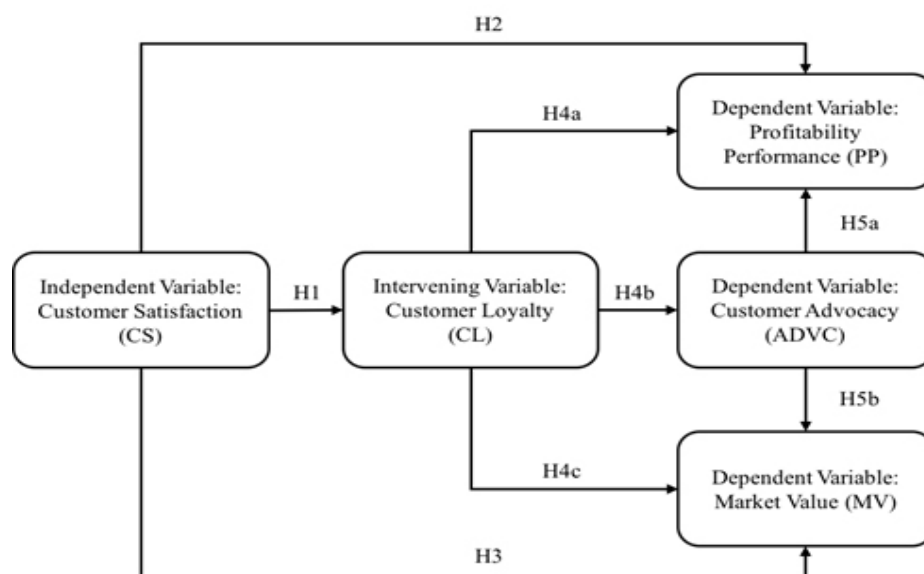 H2
Dependent Variable:
Profitability
Performance (PP)
H4a
H5a
Independent Variable:
Customer Satisfaction
(CS)
H1
Intervening Variable:
Customer Loyalty
(CL)
H4b
Dependent Variable:
Customer Advocacy
(ADVC)
H5b
H4c
Dependent Variable:
Market Value (MV)
H3